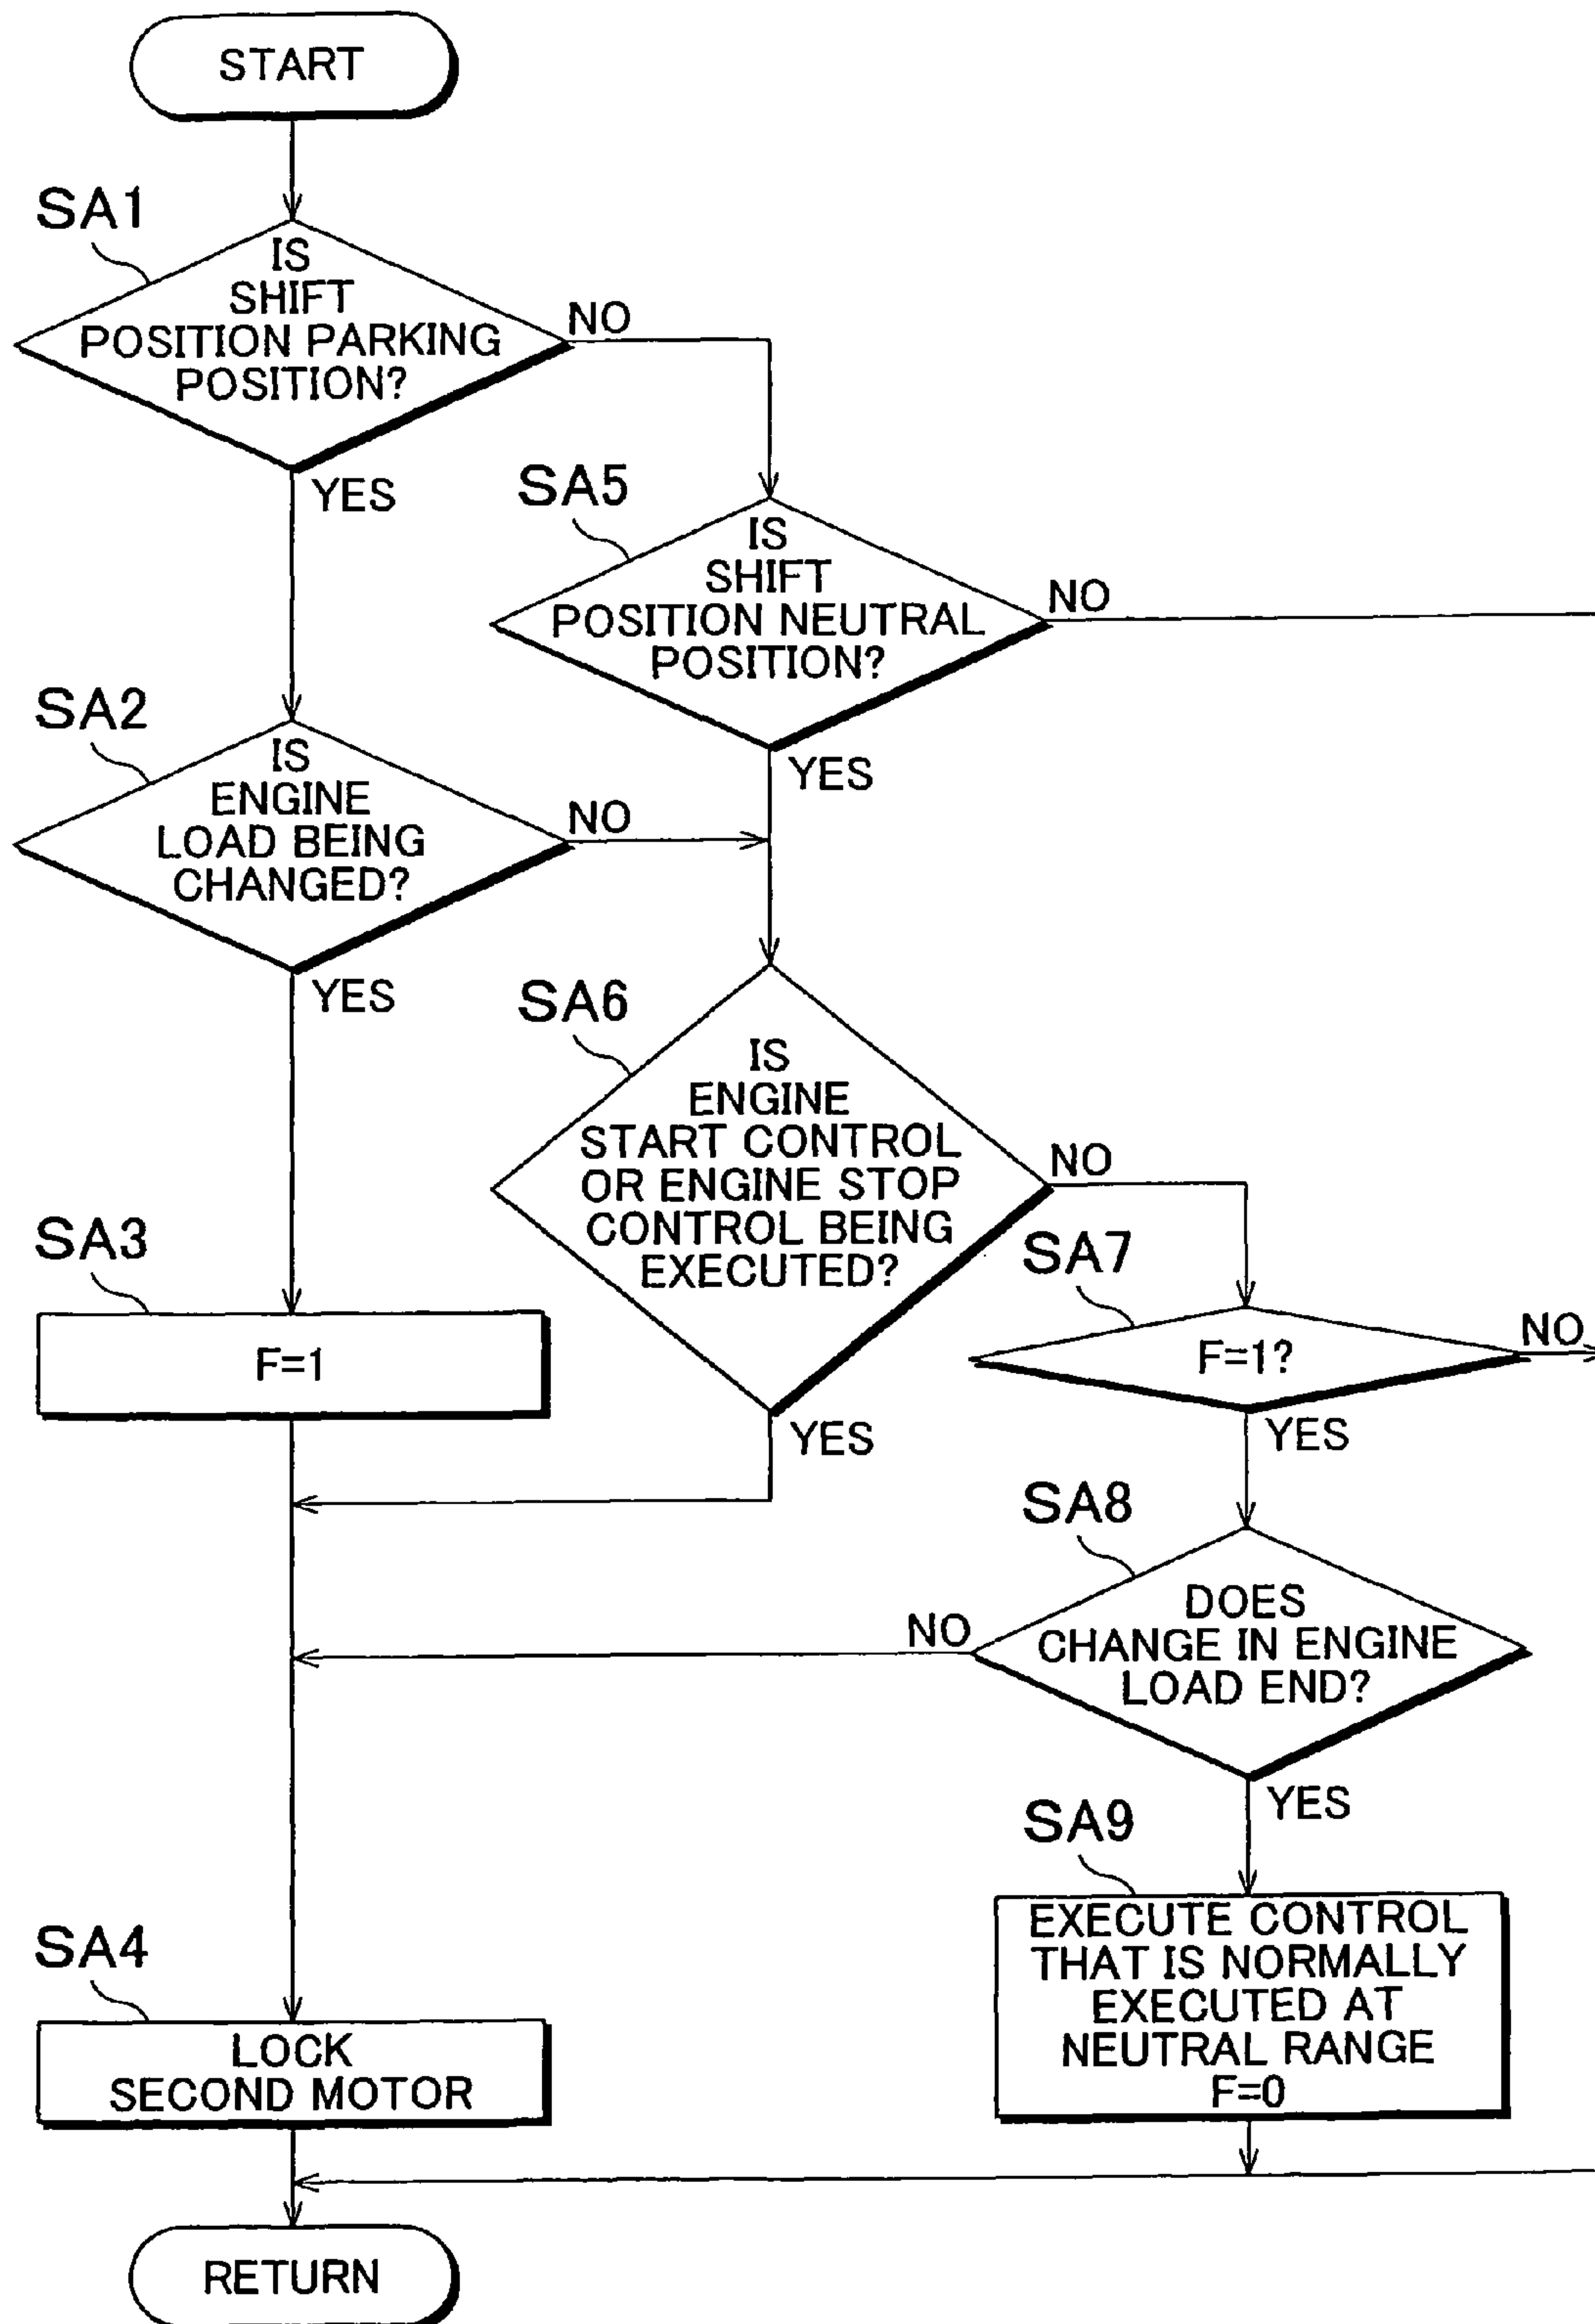 START
SA1
IS
SHIFT
POSITION PARKING
POSITION?
NO
YES
SA5
IS
SHIFT
POSITION NEUTRAL
POSITION?
NO
YES
SA2
IS
ENGINE
LOAD BEING
CHANGED?
NO
YES
SA6
IS
ENGINE
START CONTROL
OR ENGINE STOP
CONTROL BEING
EXECUTED?
NO
YES
SA3
F=1
SA7
F=1?
NO
YES
SA8
DOES
CHANGE IN ENGINE
LOAD END?
NO
YES
SA9
EXECUTE CONTROL
THAT IS NORMALLY
EXECUTED AT
NEUTRAL RANGE
F=0
SA4
LOCK
SECOND MOTOR
RETURN